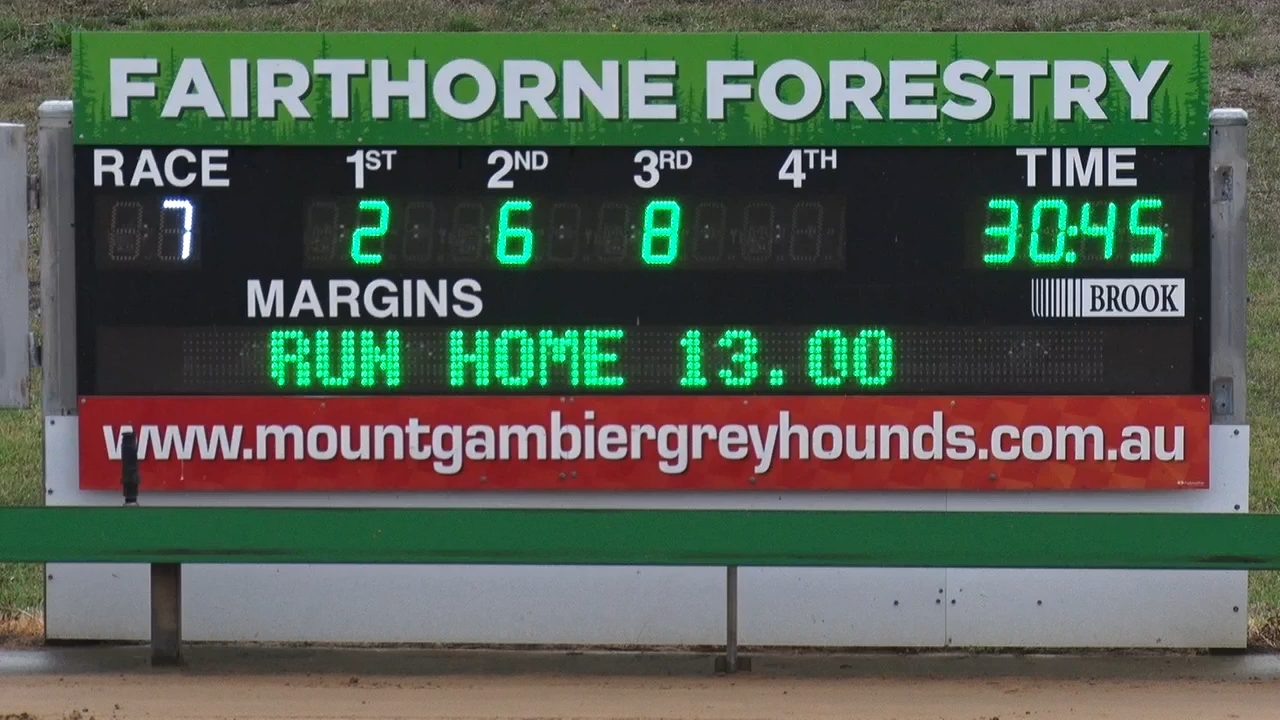 FAIRTHORNE FORESTRY
RACE 1ST 2ND 3RD 4TH TIME
7 2 6 8 30:45
MARGINS BROOK
RUN HOME 13.00
www.mountgambiergreyhounds.com.au